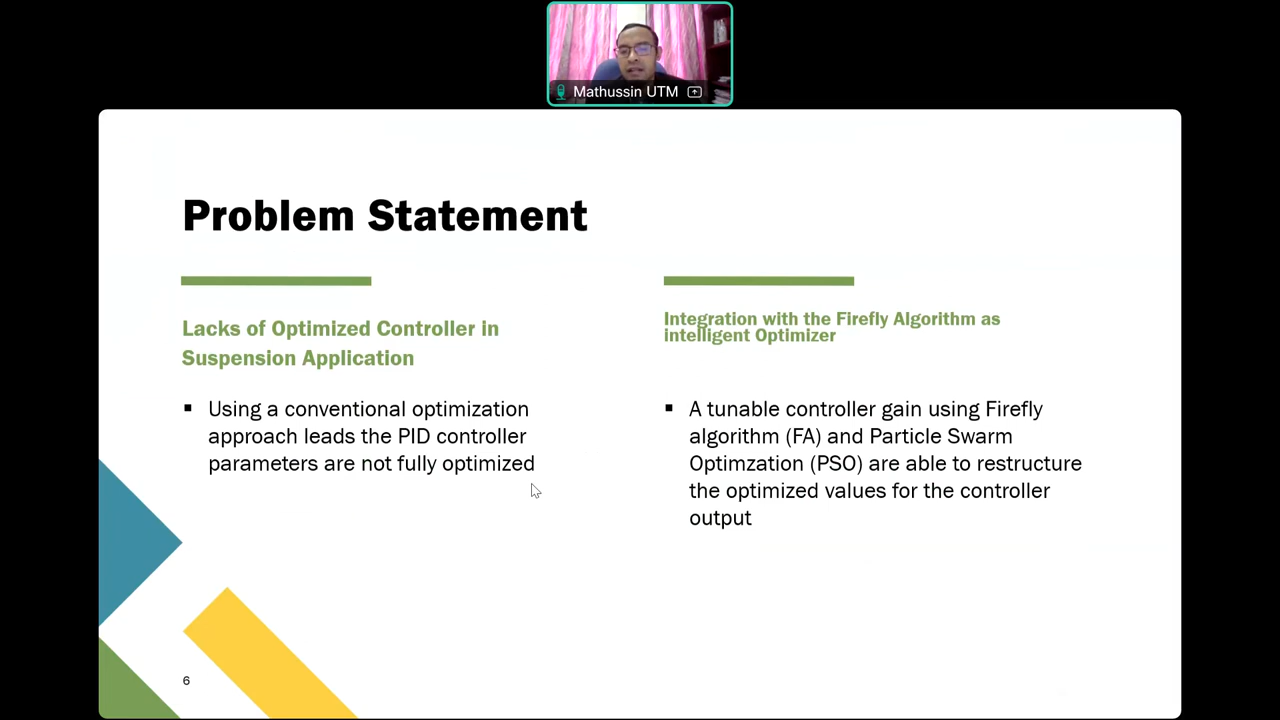 Mathussin UTM
Problem Statement
Lacks of Optimized Controller in
Suspension Application
▪ Using a conventional optimization
approach leads the PID controller
parameters are not fully optimized
Integration with the Firefly Algorithm as
intelligent Optimizer
▪ A tunable controller gain using Firefly
algorithm (FA) and Particle Swarm
Optimzation (PSO) are able to restructure
the optimized values for the controller
output
6